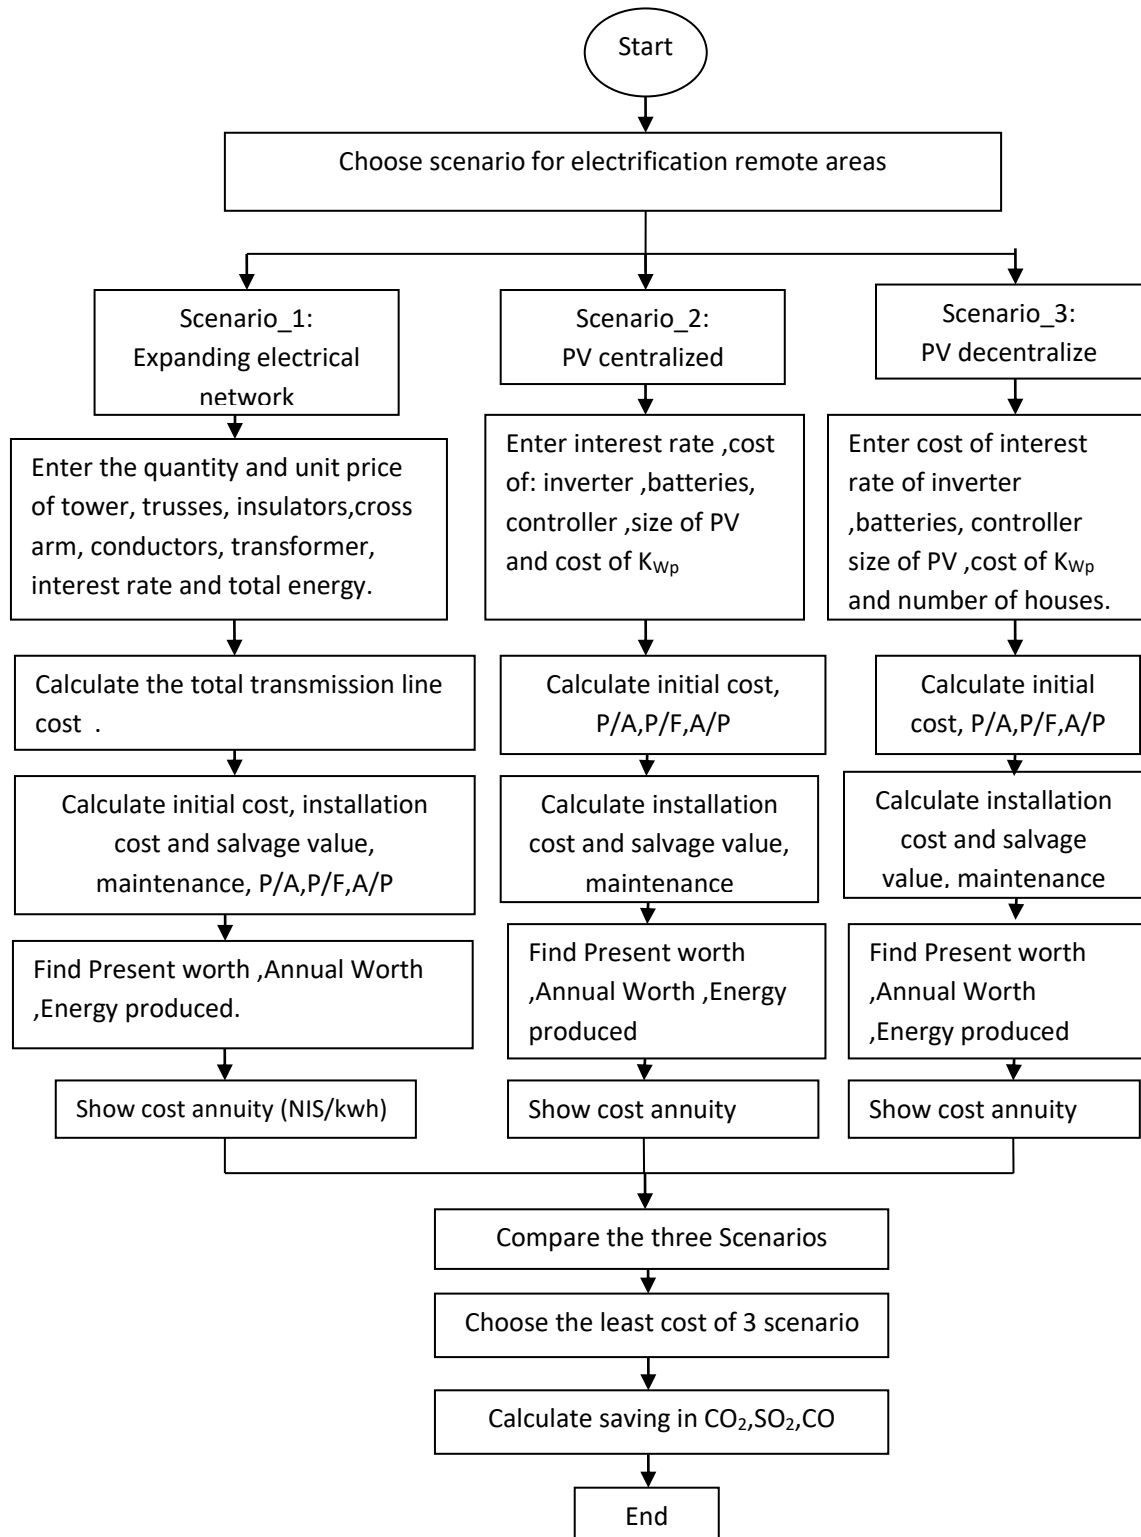 Start
Choose scenario for electrification remote areas
Scenario_1:
Expanding electrical
network
Scenario_2:
PV centralized
Scenario_3:
PV decentralize
Enter the quantity and unit price
of tower, trusses, insulators,cross
arm, conductors, transformer,
interest rate and total energy.
Enter interest rate ,cost
of: inverter ,batteries,
controller ,size of PV
and cost of K_Wp
Enter cost of interest
rate of inverter
,batteries, controller
size of PV ,cost of K_Wp
and number of houses.
Calculate the total transmission line
cost .
Calculate initial cost,
P/A,P/F,A/P
Calculate initial
cost, P/A,P/F,A/P
Calculate initial cost, installation
cost and salvage value,
maintenance, P/A,P/F,A/P
Calculate installation
cost and salvage value,
maintenance
Calculate installation
cost and salvage
value, maintenance
Find Present worth ,Annual Worth
,Energy produced.
Find Present worth
,Annual Worth ,Energy
produced
Find Present worth
,Annual Worth
,Energy produced
Show cost annuity (NIS/kwh)
Show cost annuity
Show cost annuity
Compare the three Scenarios
Choose the least cost of 3 scenario
Calculate saving in CO₂,SO₂,CO
End